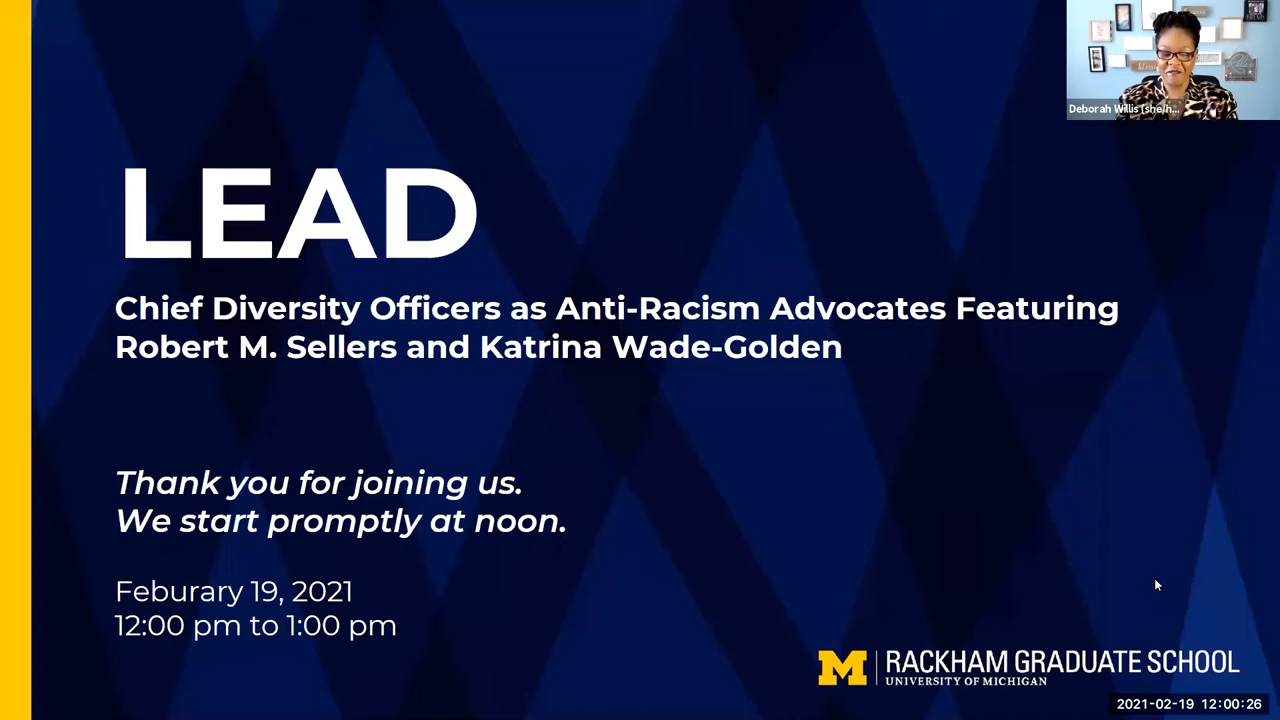 Deborah Willis (she/h...
LEAD
Chief Diversity Officers as Anti-Racism Advocates Featuring
Robert M. Sellers and Katrina Wade-Golden
Thank you for joining us.
We start promptly at noon.
Feburary 19, 2021
12:00 pm to 1:00 pm
M RACKHAM GRADUATE SCHOOL
UNIVERSITY OF MICHIGAN
2021-02-19 12:00:26